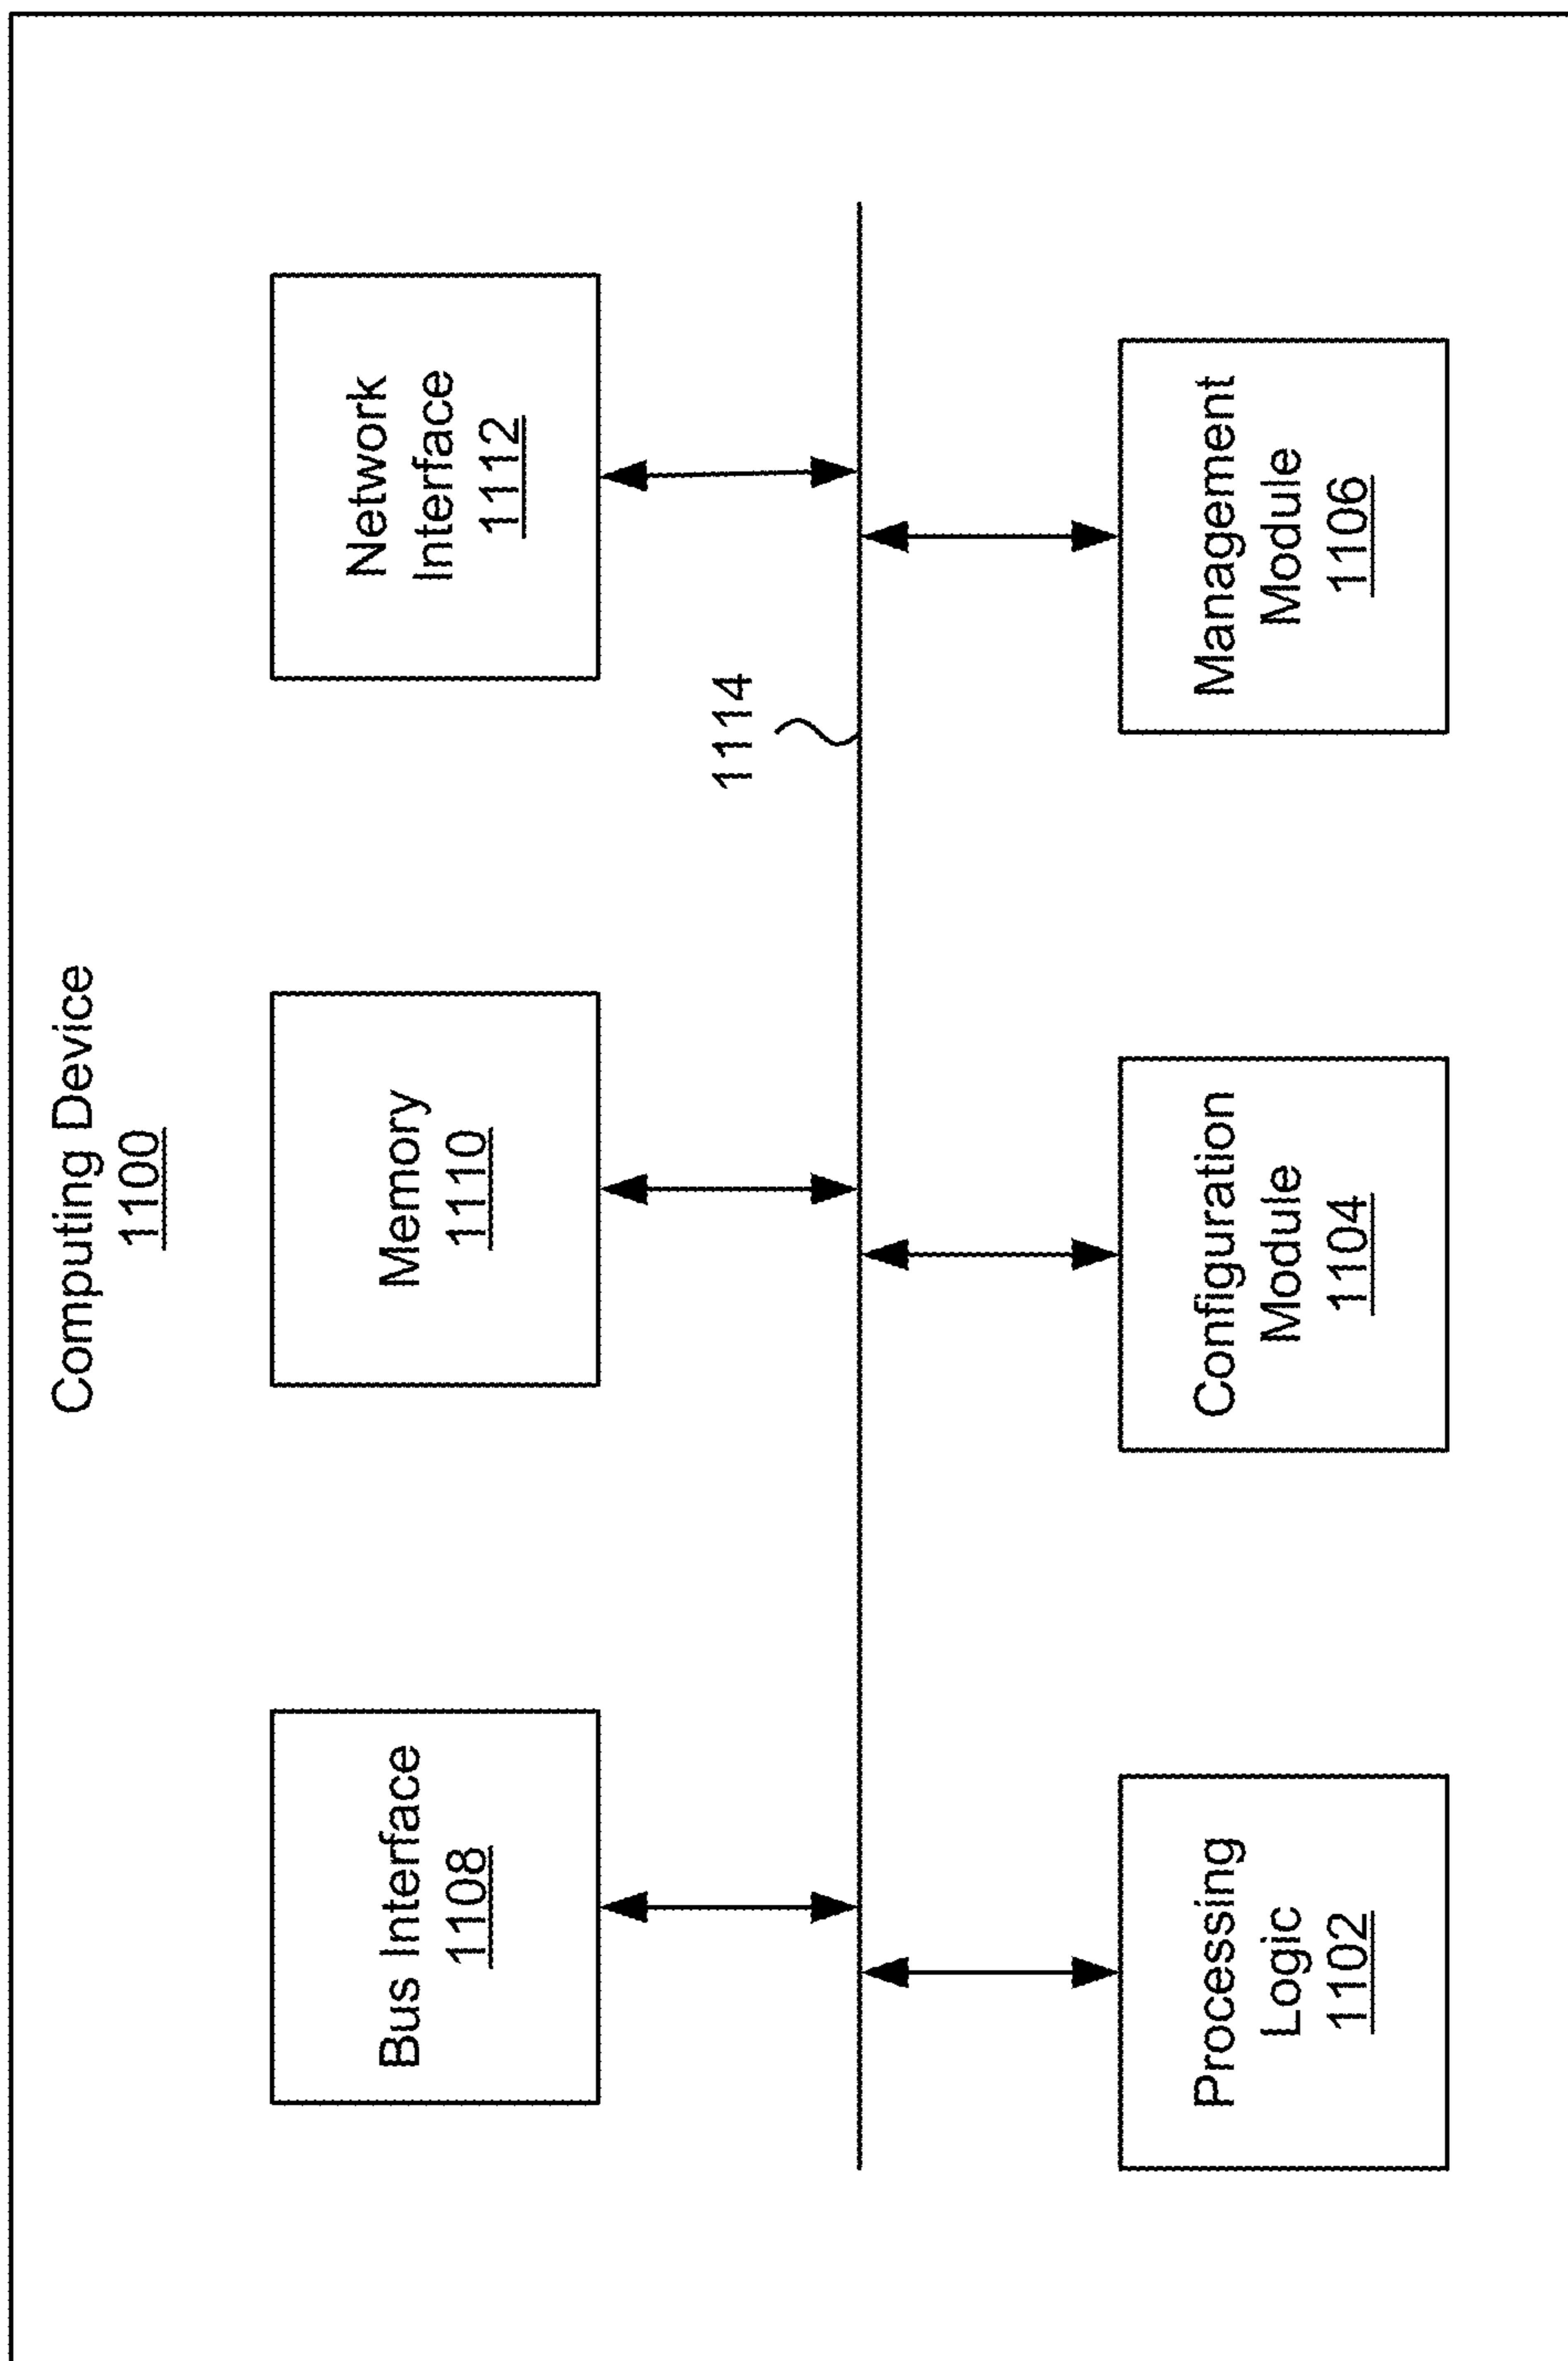 Computing Device
1100
Bus Interface
1108
Memory
1110
Network
Interface
1112
1114
Processing
Logic
1102
Configuration
Module
1104
Management
Module
1106